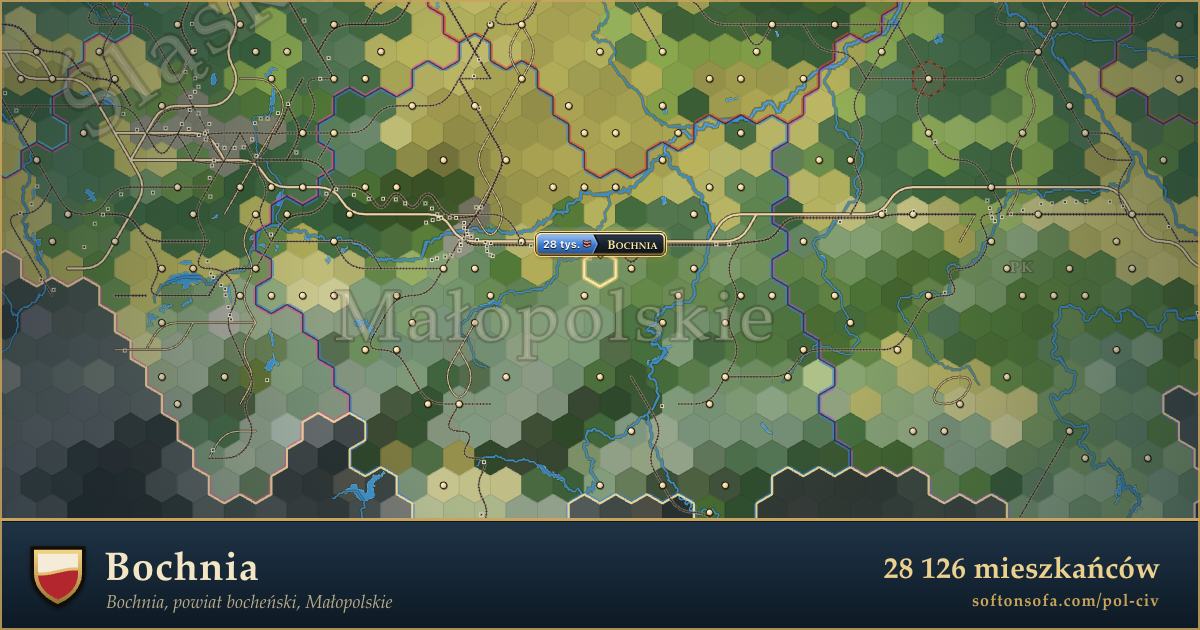 Śląsk
28 tys. Bochnia
PK
Małopolskie
Bochnia
Bochnia, powiat bocheński, Małopolskie
28 126 mieszkańców
softonsofa.com/pol-civ